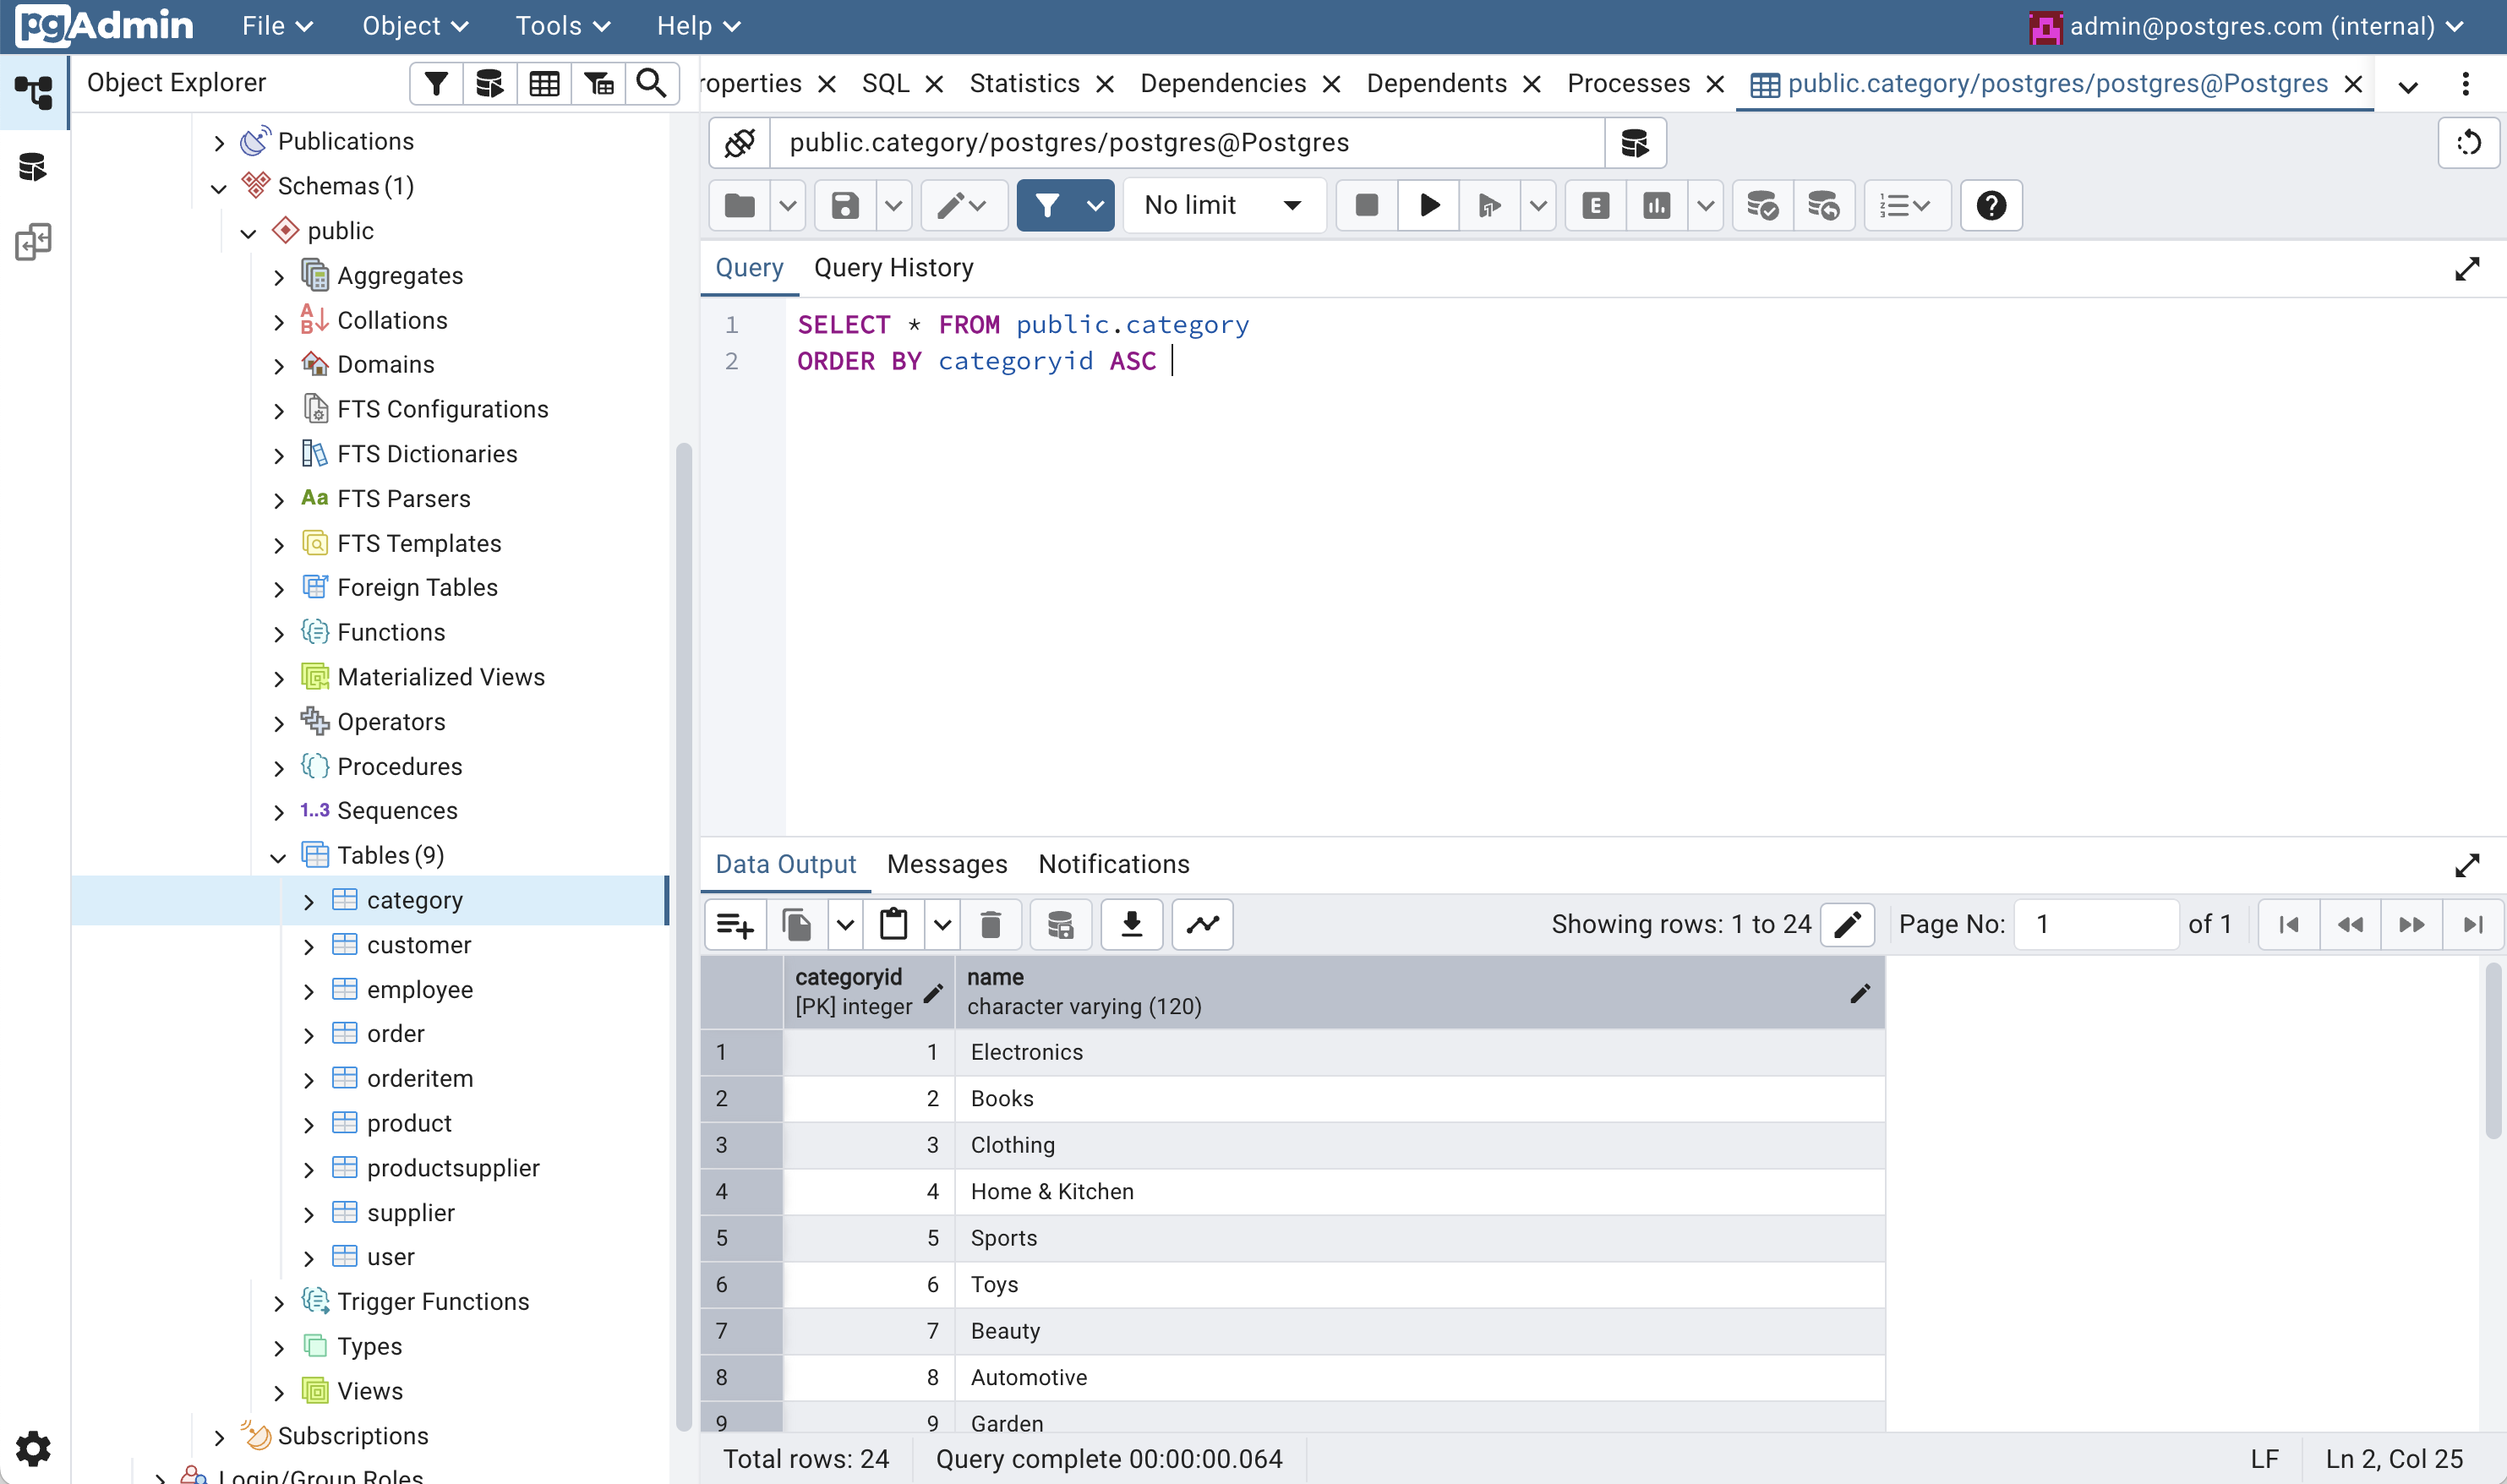 pgAdmin File Object Tools Help admin@postgres.com (internal)
Object Explorer
roperties SQL Statistics Dependencies Dependents Processes public.category/postgres/postgres@Postgres
Publications
Schemas (1)
public
Aggregates
Collations
Domains
FTS Configurations
FTS Dictionaries
Aa FTS Parsers
FTS Templates
Foreign Tables
Functions
Materialized Views
Operators
Procedures
1..3 Sequences
Tables (9)
category
customer
employee
order
orderitem
product
productsupplier
supplier
user
Trigger Functions
Types
Views
Subscriptions
Login/Group Roles
public.category/postgres/postgres@Postgres
No limit E
Query Query History
1 SELECT * FROM public.category
2 ORDER BY categoryid ASC
Data Output Messages Notifications
Showing rows: 1 to 24 Page No: 1 of 1
categoryid name
[PK] integer character varying (120)
1 1 Electronics
2 2 Books
3 3 Clothing
4 4 Home & Kitchen
5 5 Sports
6 6 Toys
7 7 Beauty
8 8 Automotive
9 9 Garden
Total rows: 24 Query complete 00:00:00.064 LF Ln 2, Col 25